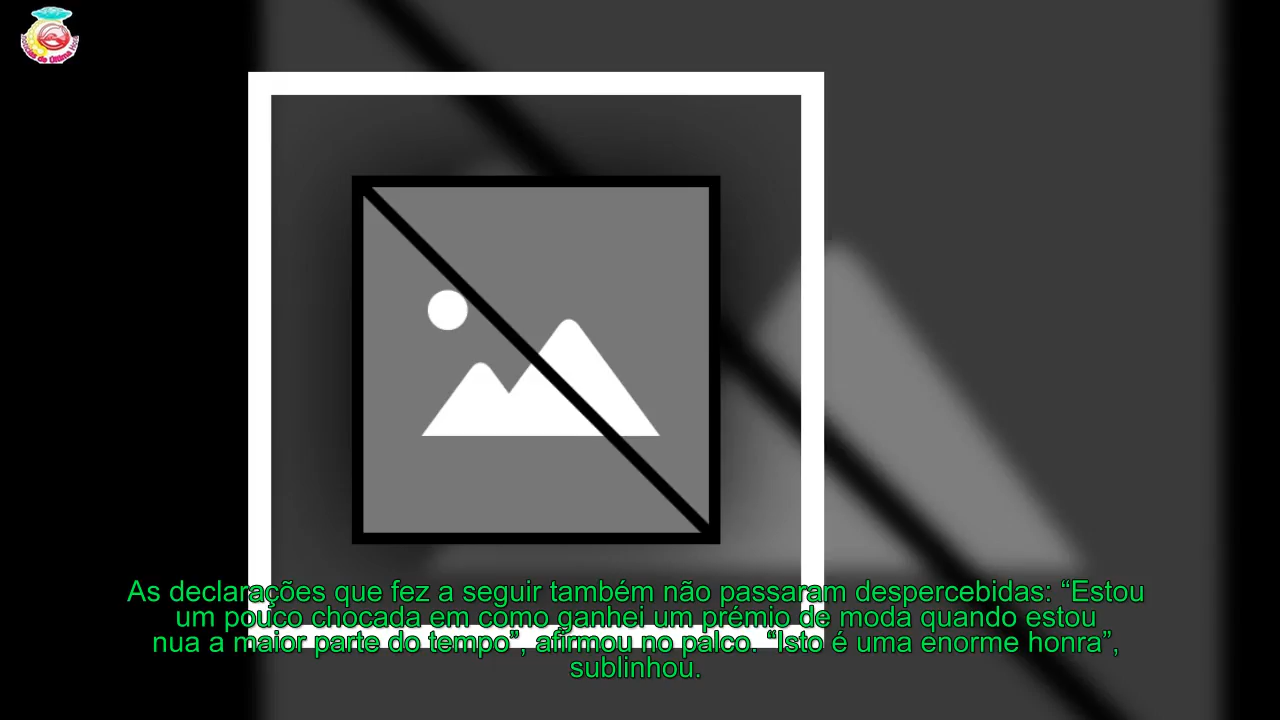 As declarações que fez a seguir também não passaram despercebidas: “Estou
um pouco chocada em como ganhei um prémio de moda quando estou
nua a maior parte do tempo”, afirmou no palco. “Isto é uma enorme honra”,
sublinhou.